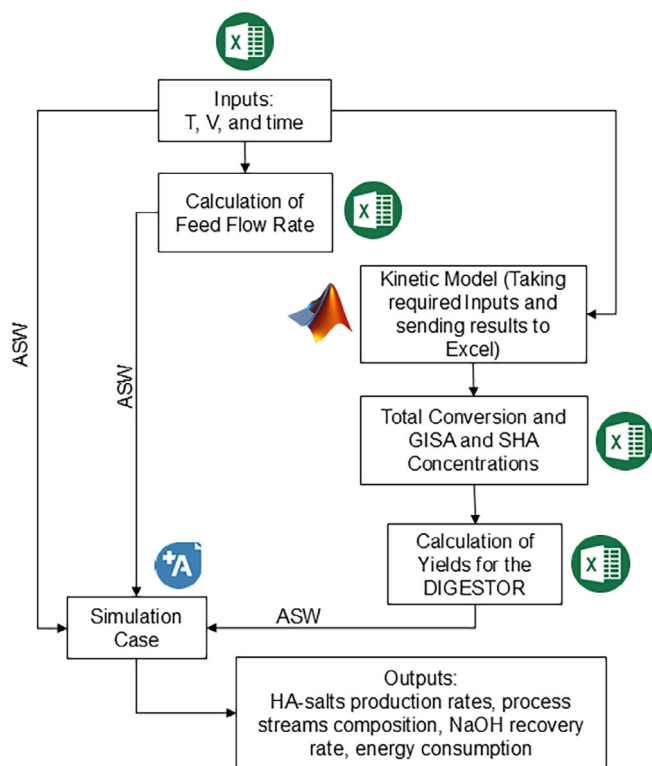 Inputs:
T, V, and time
Calculation of
Feed Flow Rate
Kinetic Model (Taking
required Inputs and
sending results to
Excel)
ASW
ASW
Total Conversion and
GISA and SHA
Concentrations
Calculation of
Yields for the
DIGESTOR
+A
Simulation
Case
ASW
Outputs:
HA-salts production rates, process
streams composition, NaOH recovery
rate, energy consumption